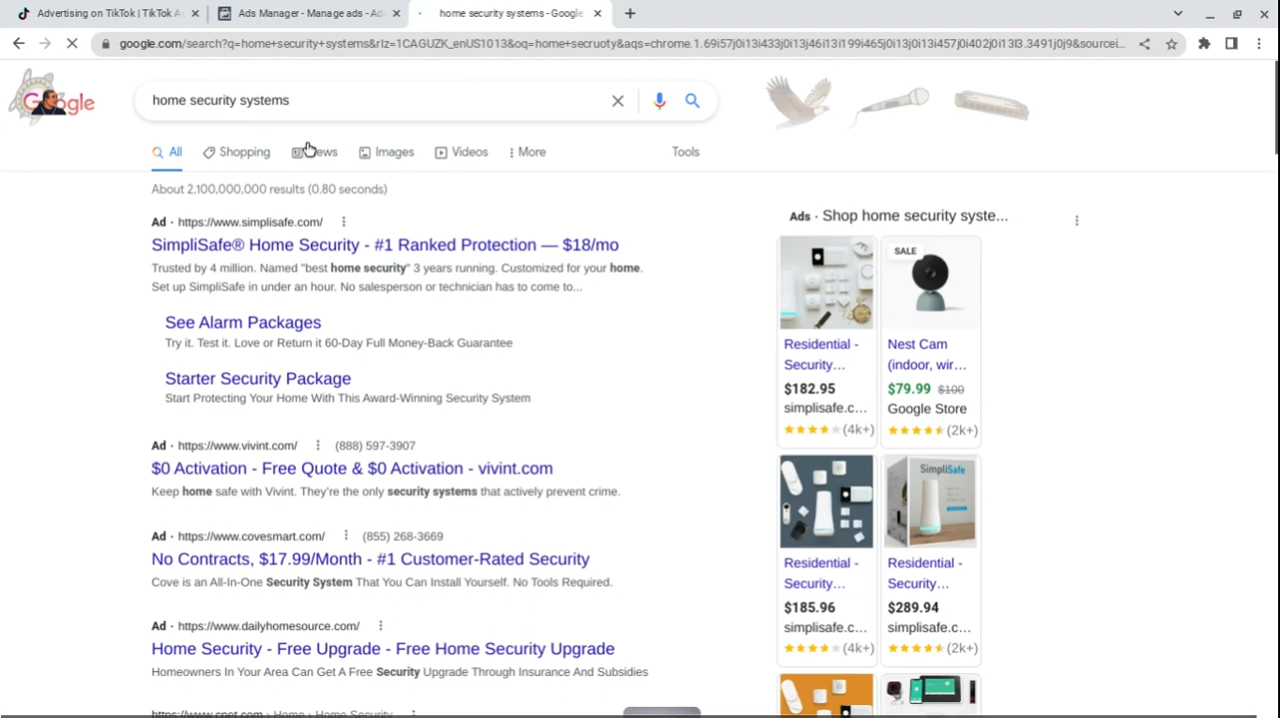 Advertising on TikTok | TikTok A
Ads Manager - Manage ads - Ad
home security systems - Google
google.com/search?q=home+security+systems&rlz=1CAGUZK_enUS1013&oq=home+secruoty&aqs=chrome.1.69i57j0i13i433j0i13j46i13i199i465j0i13j0i13i457j0i402j0i13l3.3491j0j9&sourcei...
home security systems
All
Shopping
News
Images
Videos
More
Tools
About 2,100,000,000 results (0.80 seconds)
Ad · https://www.simplisafe.com/
SimpliSafe® Home Security - #1 Ranked Protection — $18/mo
Trusted by 4 million. Named "best home security" 3 years running. Customized for your home.
Set up SimpliSafe in under an hour. No salesperson or technician has to come to...
See Alarm Packages
Try it. Test it. Love or Return it 60-Day Full Money-Back Guarantee
Starter Security Package
Start Protecting Your Home With This Award-Winning Security System
Ad · https://www.vivint.com/ (888) 597-3907
$0 Activation - Free Quote & $0 Activation - vivint.com
Keep home safe with Vivint. They're the only security systems that actively prevent crime.
Ad · https://www.covesmart.com/ (855) 268-3669
No Contracts, $17.99/Month - #1 Customer-Rated Security
Cove is an All-In-One Security System That You Can Install Yourself. No Tools Required.
Ad · https://www.dailyhomesource.com/
Home Security - Free Upgrade - Free Home Security Upgrade
Homeowners In Your Area Can Get A Free Security Upgrade Through Insurance And Subsidies
https://www.cnet.com › Home › Home Security
Ads · Shop home security syste...
Residential -
Security...
$182.95
simplisafe.c...
(4k+)
SALE
Nest Cam
(indoor, wir...
$79.99 $100
Google Store
(2k+)
Residential -
Security...
$185.96
simplisafe.c...
(4k+)
SimpliSafe
Residential -
Security...
$289.94
simplisafe.c...
(2k+)